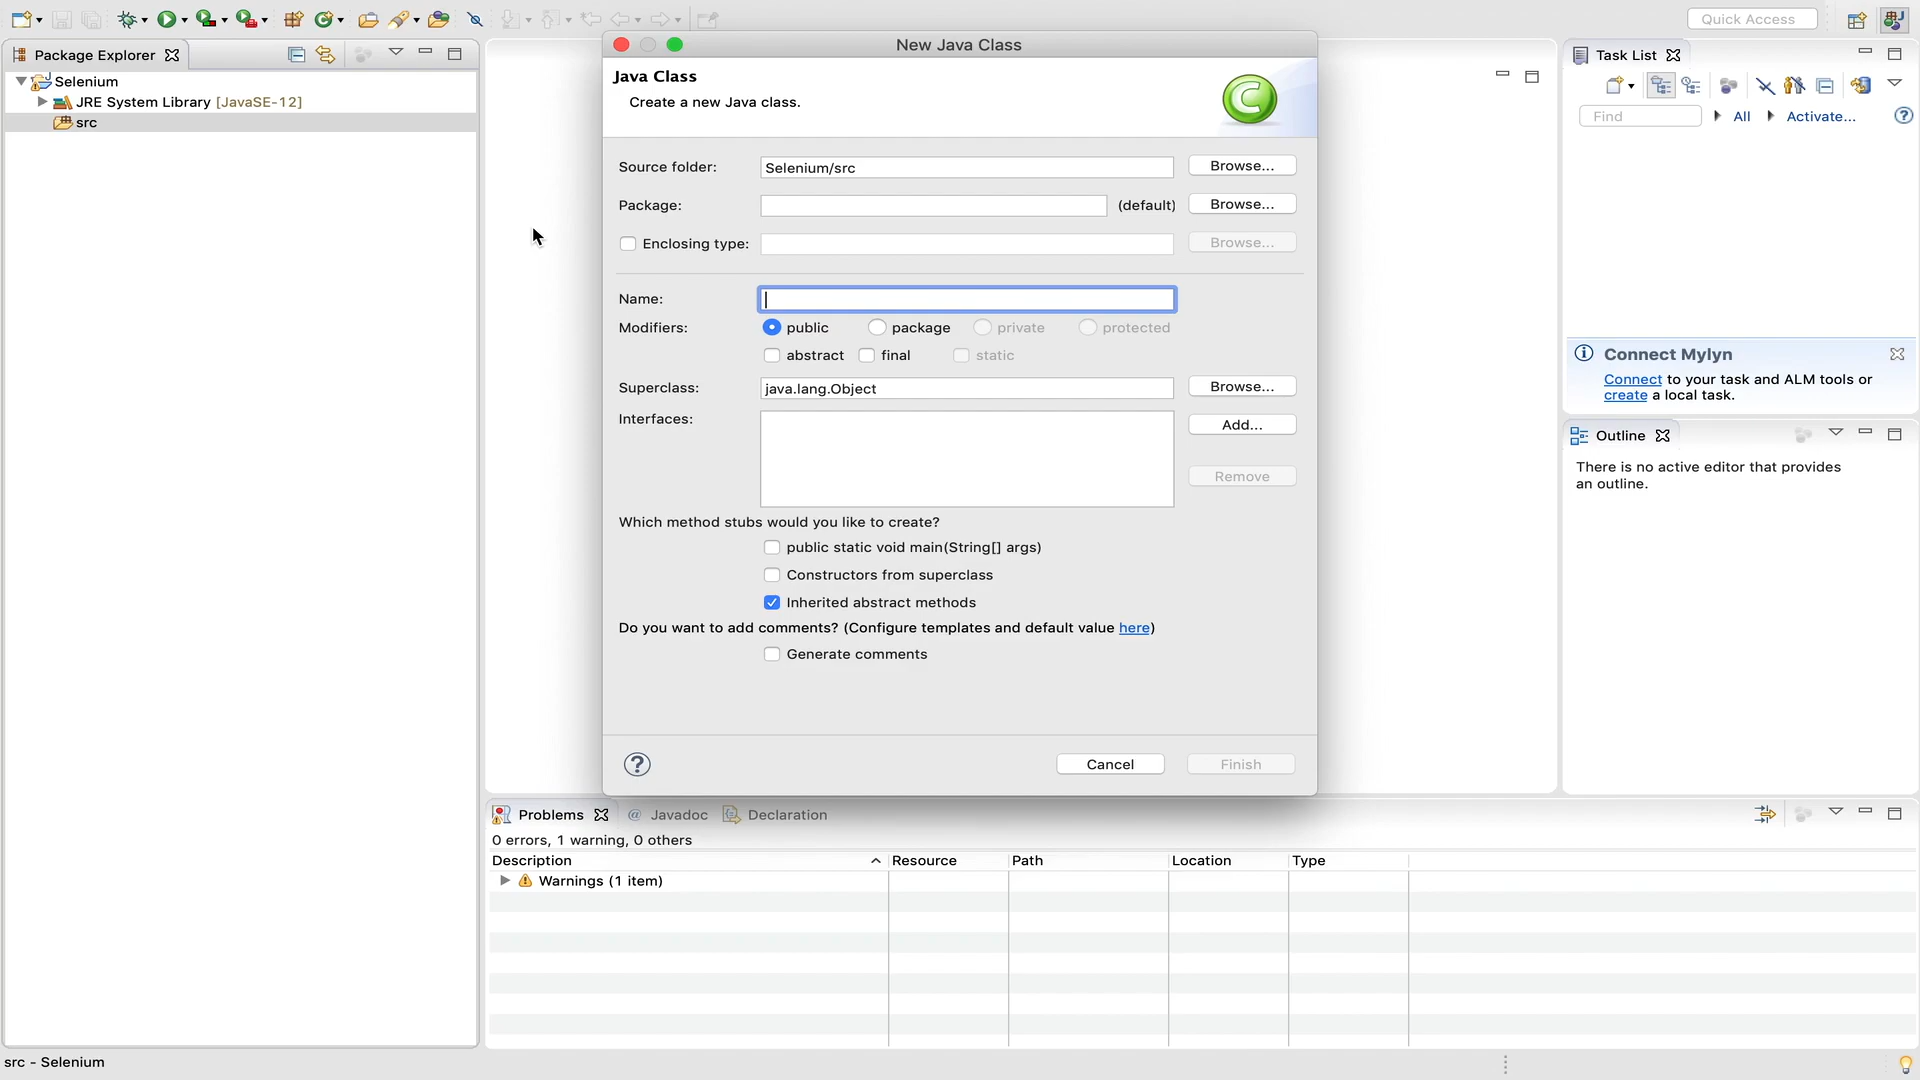 Quick Access
Package Explorer
Selenium
JRE System Library [JavaSE-12]
src
New Java Class
Java Class
Create a new Java class.
Source folder:
Selenium/src
Browse...
Package:
(default)
Browse...
Enclosing type:
Browse...
Name:
Modifiers:
public
package
private
protected
abstract
final
static
Superclass:
java.lang.Object
Browse...
Interfaces:
Add...
Remove
Which method stubs would you like to create?
public static void main(String[] args)
Constructors from superclass
Inherited abstract methods
Do you want to add comments? (Configure templates and default value here)
Generate comments
?
Cancel
Finish
Task List
Find
All
Activate...
?
Connect Mylyn
Connect to your task and ALM tools or
create a local task.
Outline
There is no active editor that provides
an outline.
Problems
@ Javadoc
Declaration
0 errors, 1 warning, 0 others
Description
Resource
Path
Location
Type
Warnings (1 item)
src - Selenium